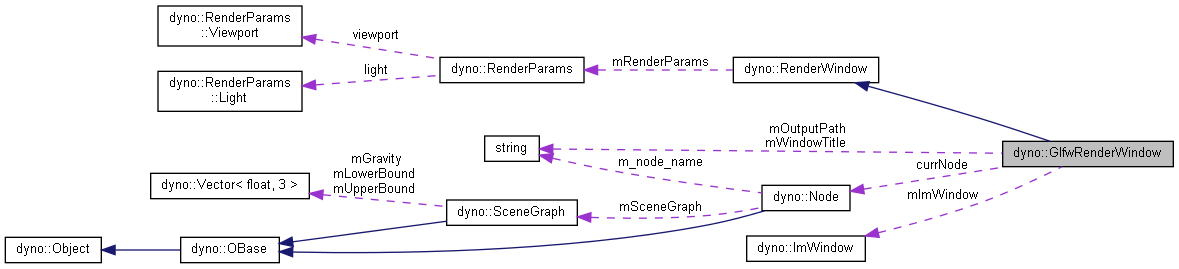 dyno::RenderParams
::Viewport
viewport
dyno::RenderParams
::Light
light
dyno::RenderParams
mRenderParams
dyno::RenderWindow
string
mOutputPath
mWindowTitle
dyno::GlfwRenderWindow
m_node_name
currNode
mGravity
mLowerBound
mUpperBound
dyno::Vector< float, 3 >
dyno::SceneGraph
mSceneGraph
dyno::Node
mImWindow
dyno::Object
dyno::OBase
dyno::ImWindow